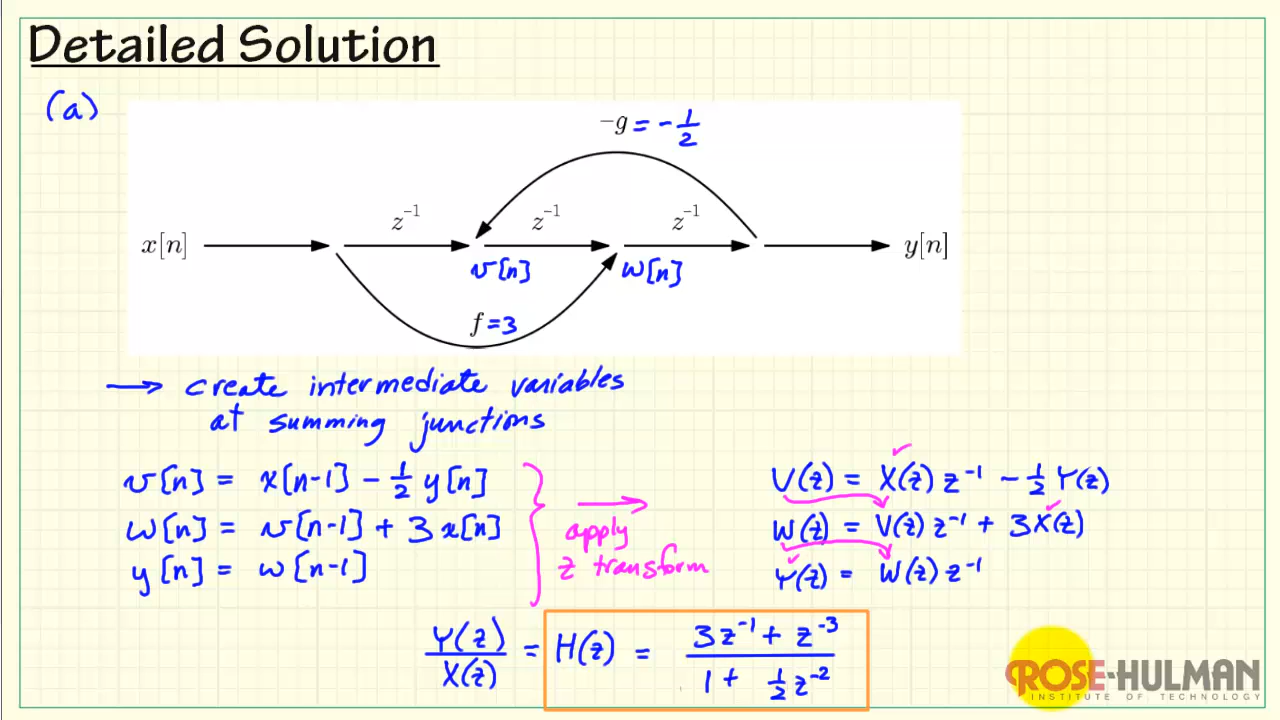 Detailed Solution
(a)
−g = - 1/2
z⁻¹ z⁻¹ z⁻¹
x[n] y[n]
v[n] w[n]
f = 3
→ create intermediate variables
at summing junctions
v[n] = x[n-1] - 1/2 y[n]
w[n] = v[n-1] + 3 x[n]
y[n] = w[n-1]
apply
z transform
V(z) = X(z) z⁻¹ - 1/2 Y(z)
W(z) = V(z) z⁻¹ + 3X(z)
Y(z) = W(z) z⁻¹
Y(z)/X(z) = H(z) = (3z⁻¹ + z⁻³)/(1 + 1/2 z⁻²)
ROSE-HULMAN
INSTITUTE OF TECHNOLOGY